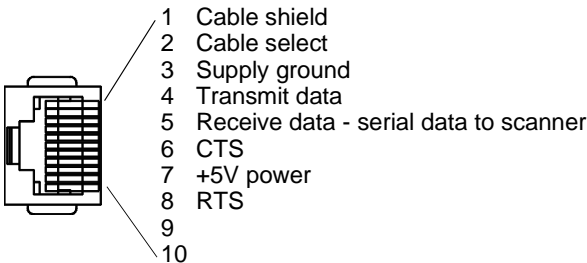 1 Cable shield
2 Cable select
3 Supply ground
4 Transmit data
5 Receive data - serial data to scanner
6 CTS
7 +5V power
8 RTS
9
10